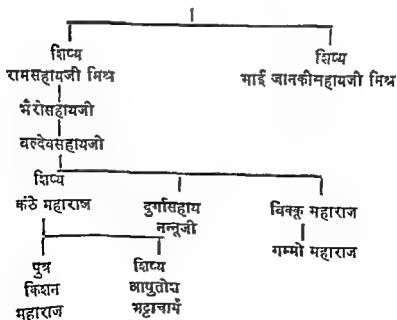 शिष्य
रामसहायजी मिश्र
शिष्य
भाई जानकीसहायजी मिश्र
भैरोसहायजी
बल्देवसहायजी
शिष्य
कंठे महाराज
दुर्गासहाय
नन्नूजी
विक्कू महाराज
गम्मो महाराज
पुत्र
किशन
महाराज
शिष्य
आशुतोश
भट्टाचार्य